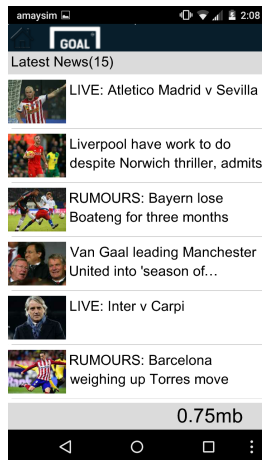 amaysim 2:08
GOAL
Latest News(15)
LIVE: Atletico Madrid v Sevilla
Liverpool have work to do
despite Norwich thriller, admits
RUMOURS: Bayern lose
Boateng for three months
Van Gaal leading Manchester
United into 'season of...
LIVE: Inter v Carpi
RUMOURS: Barcelona
weighing up Torres move
0.75mb